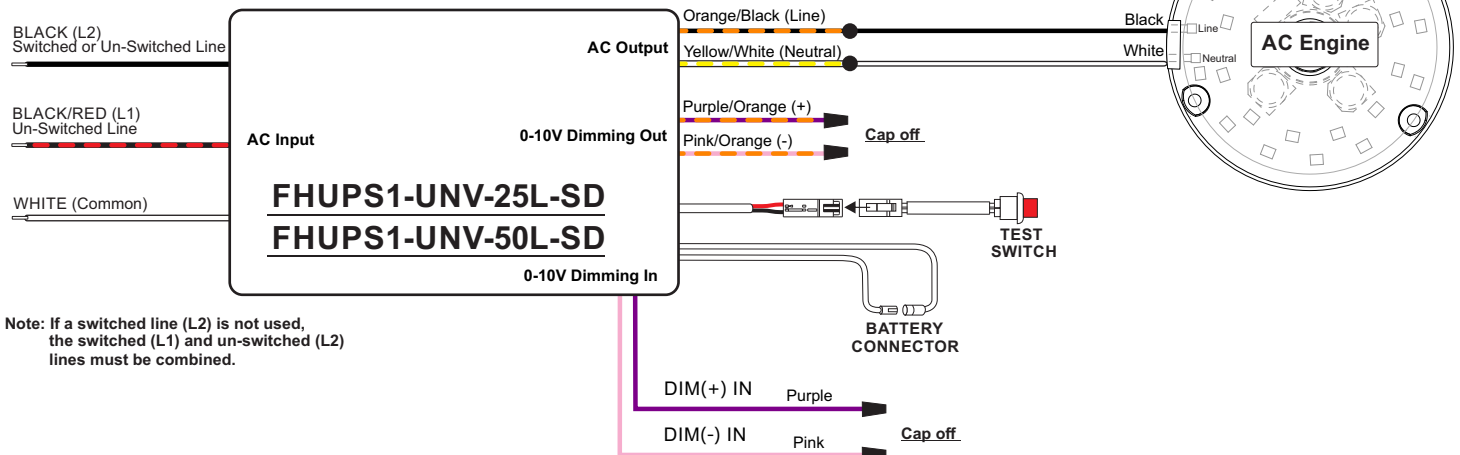 BLACK (L2)
Switched or Un-Switched Line
BLACK/RED (L1)
Un-Switched Line
WHITE (Common)
AC Input
AC Output
0-10V Dimming Out
FHUPS1-UNV-25L-SD
FHUPS1-UNV-50L-SD
0-10V Dimming In
Orange/Black (Line)
Yellow/White (Neutral)
Purple/Orange (+)
Pink/Orange (-)
Cap off
Black
White
Line
Neutral
AC Engine
TEST
SWITCH
BATTERY
CONNECTOR
Note: If a switched line (L2) is not used,
the switched (L1) and un-switched (L2)
lines must be combined.
DIM(+) IN
Purple
DIM(-) IN
Pink
Cap off